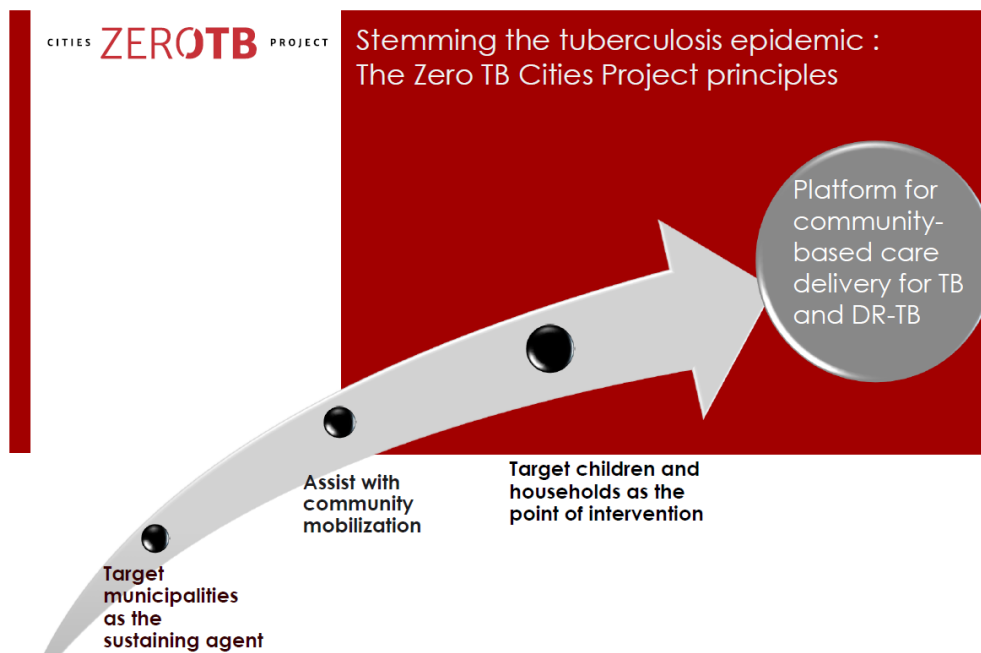 CITIES ZEROTB PROJECT
Stemming the tuberculosis epidemic :
The Zero TB Cities Project principles
Platform for
community-
based care
delivery for TB
and DR-TB
Target children and
households as the
point of intervention
Assist with
community
mobilization
Target
municipalities
as the
sustaining agent